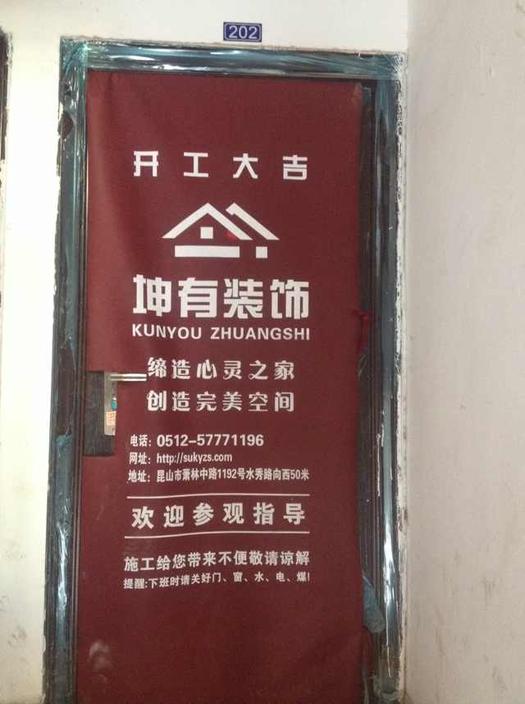 202
开工大吉
坤有装饰
KUNYOU ZHUANGSHI
缔造心灵之家
创造完美空间
电话：0512-57771196
网址：http://sukyzs.com
地址：昆山市萧林中路1192号水秀路向西50米
欢迎参观指导
施工给您带来不便敬请谅解
提醒：下班时请关好门、窗、水、电、煤！